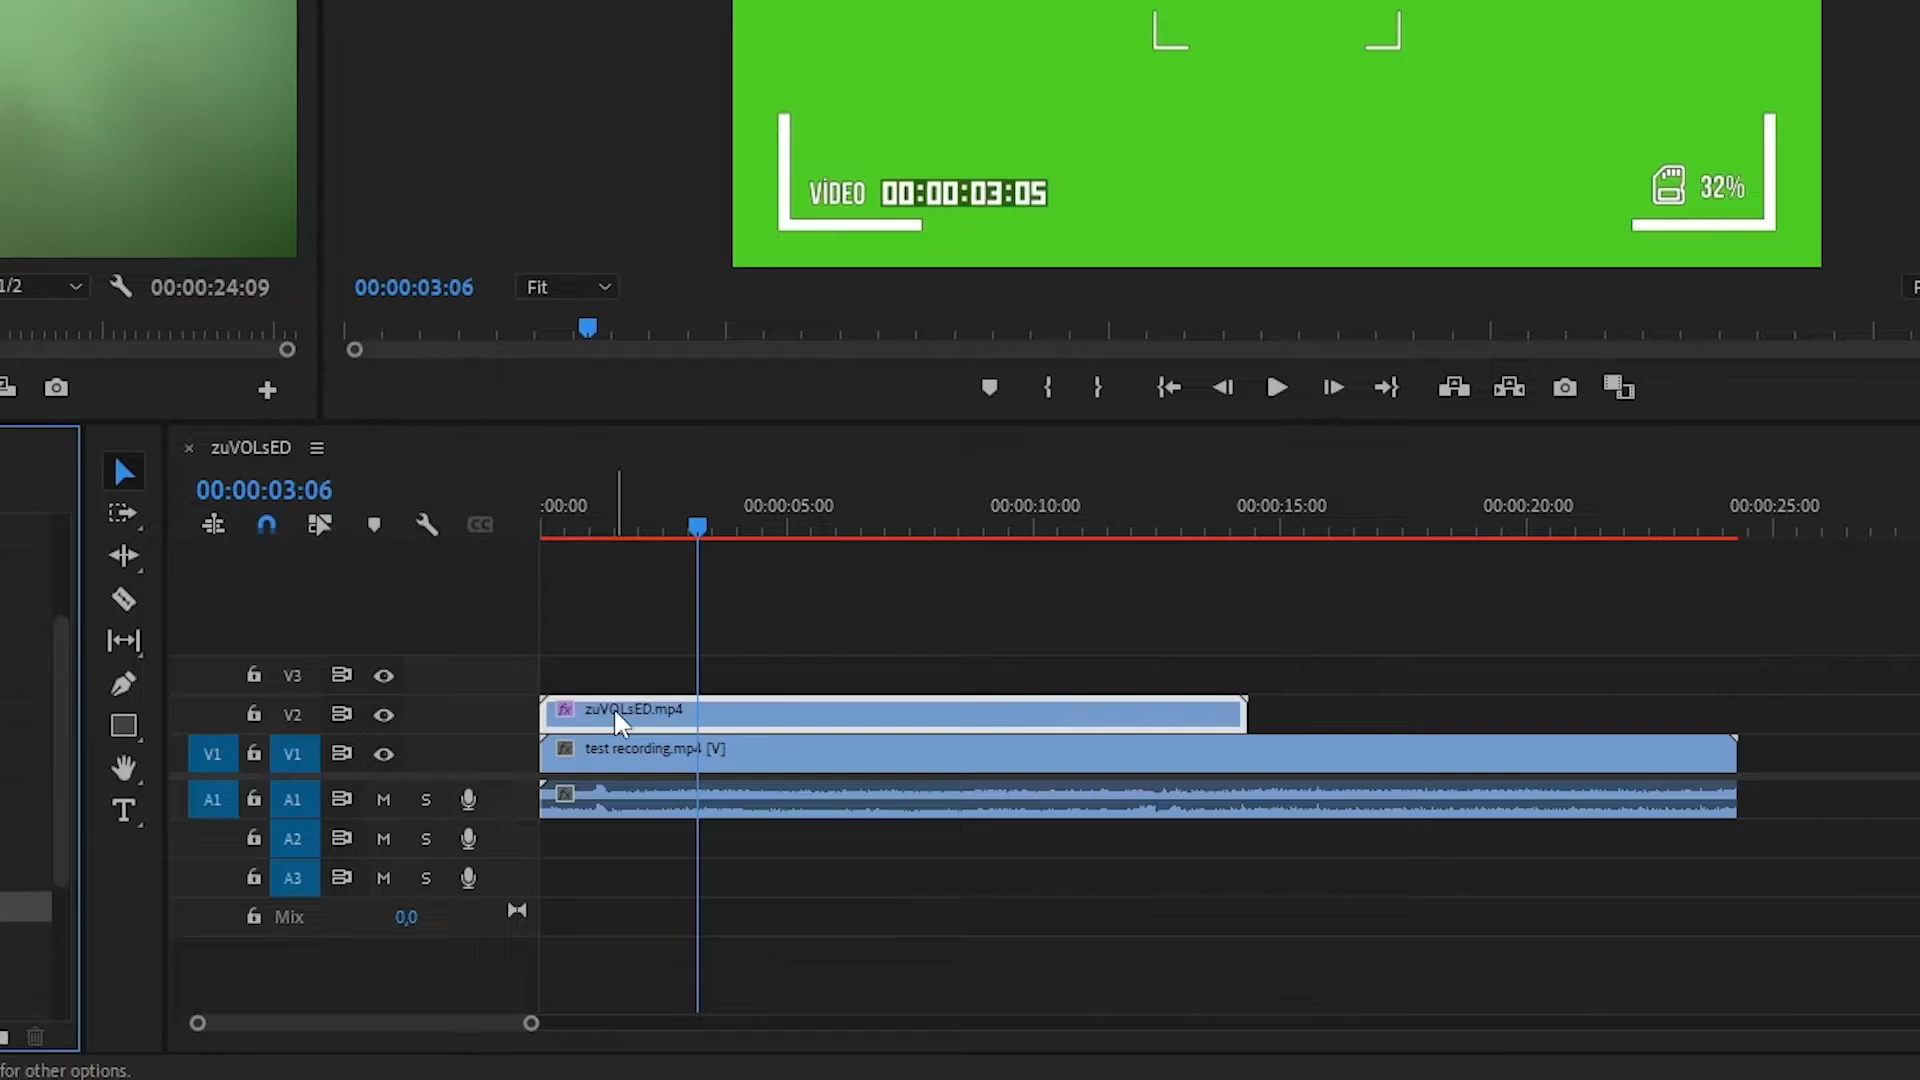 VİDEO 00:00:03:05
32%
1/2
00:00:24:09
00:00:03:06
Fit
zuVOLsED
00:00:03:06
:00:00
00:00:05:00
00:00:10:00
00:00:15:00
00:00:20:00
00:00:25:00
CC
V3
V2
zuVOLsED.mp4
V1
V1
test recording.mp4 [V]
A1
A1
M
S
A2
M
S
A3
M
S
Mix
0,0
for other options.